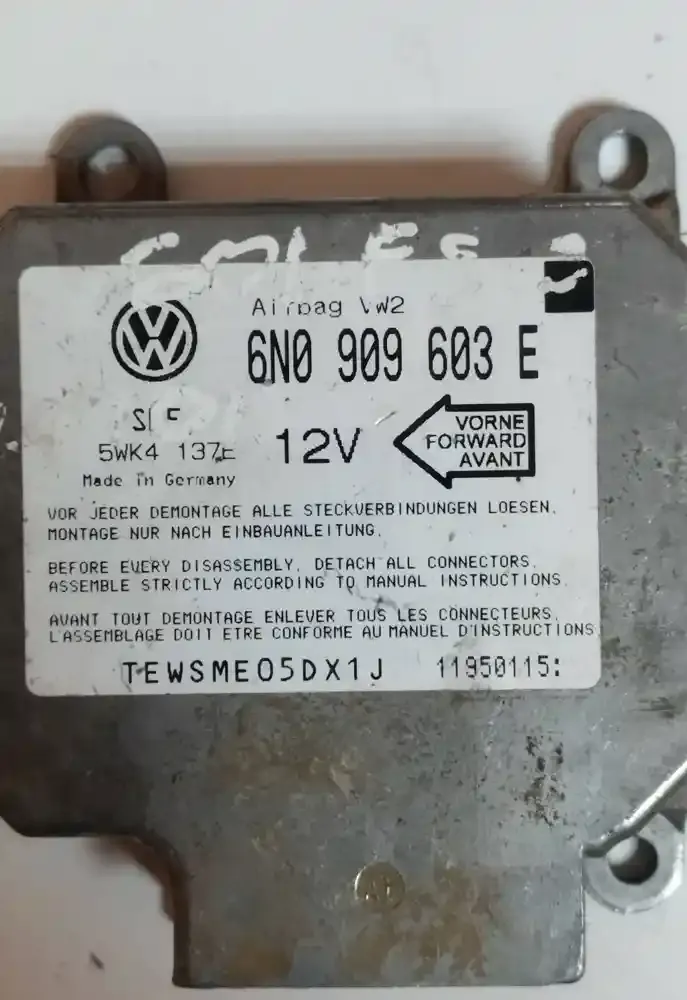 Airbag VW2
6N0 909 603 E
5WK4 137E
12V
VORNE
FORWARD
AVANT
Made in Germany
VOR JEDER DEMONTAGE ALLE STECKVERBINDUNGEN LOESEN.
MONTAGE NUR NACH EINBAUANLEITUNG.
BEFORE EVERY DISASSEMBLY, DETACH ALL CONNECTORS.
ASSEMBLE STRICTLY ACCORDING TO MANUAL INSTRUCTIONS.
AVANT TOUT DEMONTAGE ENLEVER TOUS LES CONNECTEURS.
L'ASSEMBLAGE DOIT ETRE CONFORME AU MANUEL D'INSTRUCTIONS
TEWSME05DX1J 11950115: